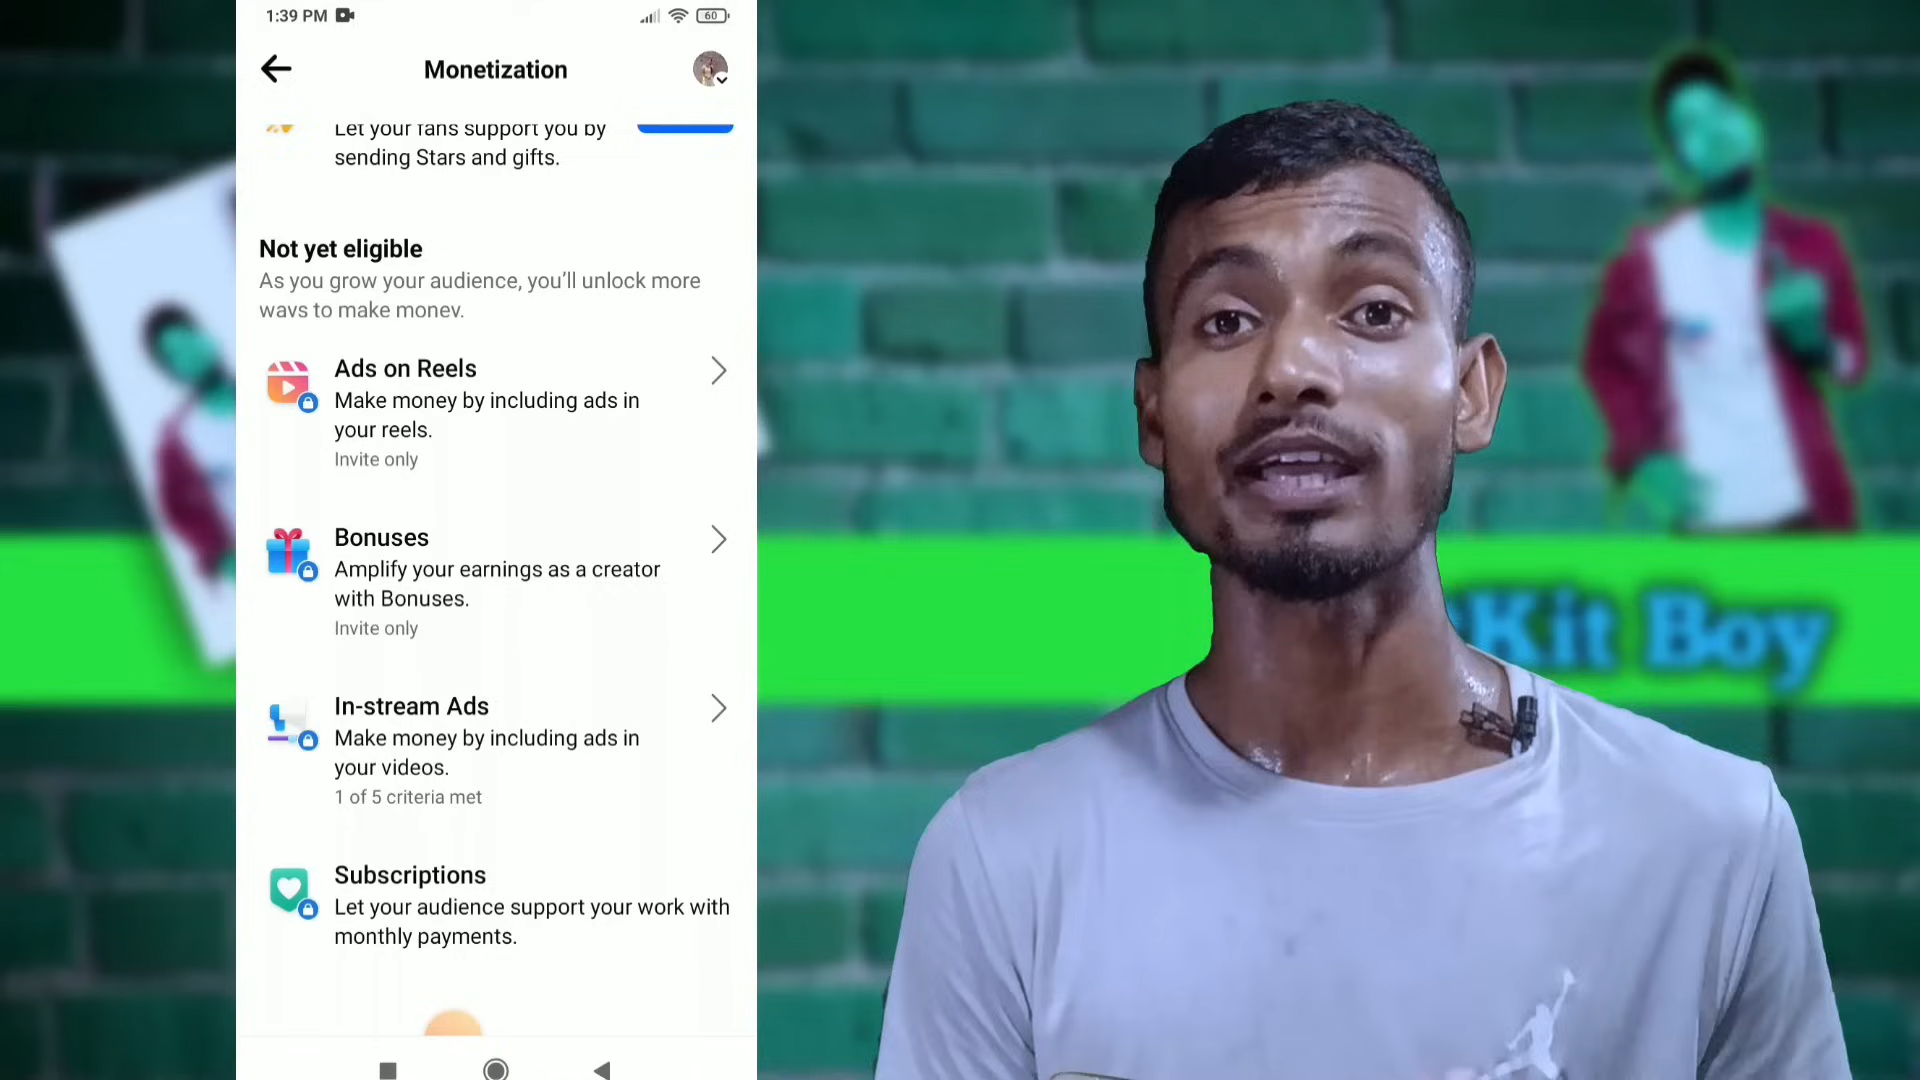 1:39 PM
60
Monetization
Let your fans support you by
sending Stars and gifts.
Not yet eligible
As you grow your audience, you’ll unlock more
ways to make money.
Ads on Reels
Make money by including ads in
your reels.
Invite only
Bonuses
Amplify your earnings as a creator
with Bonuses.
Invite only
In-stream Ads
Make money by including ads in
your videos.
1 of 5 criteria met
Subscriptions
Let your audience support your work with
monthly payments.
Kit Boy